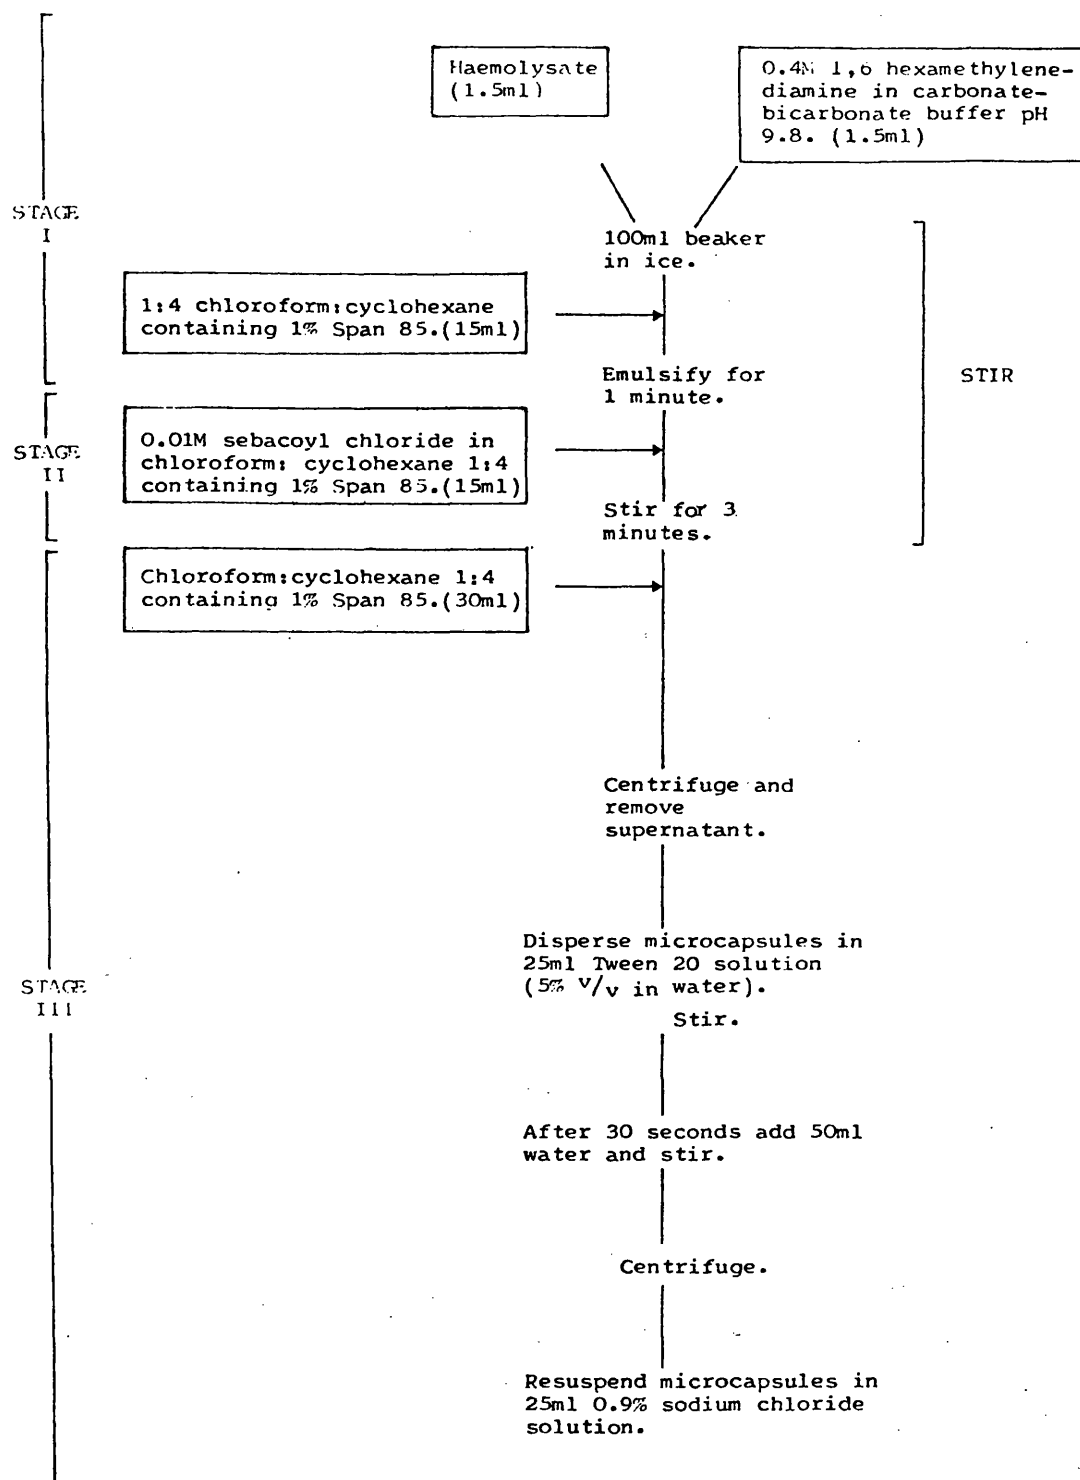 Haemolysate
(1.5ml)
0.4M 1,6 hexamethylene-
diamine in carbonate-
bicarbonate buffer pH
9.8. (1.5ml)
STAGE
I
100ml beaker
in ice.
1:4 chloroform:cyclohexane
containing 1% Span 85.(15ml)
Emulsify for
1 minute.
STIR
STAGE
II
0.01M sebacoyl chloride in
chloroform: cyclohexane 1:4
containing 1% Span 85.(15ml)
Stir for 3
minutes.
Chloroform:cyclohexane 1:4
containing 1% Span 85.(30ml)
Centrifuge and
remove
supernatant.
Disperse microcapsules in
25ml Tween 20 solution
(5% v/v in water).
Stir.
STAGE
III
After 30 seconds add 50ml
water and stir.
Centrifuge.
Resuspend microcapsules in
25ml 0.9% sodium chloride
solution.